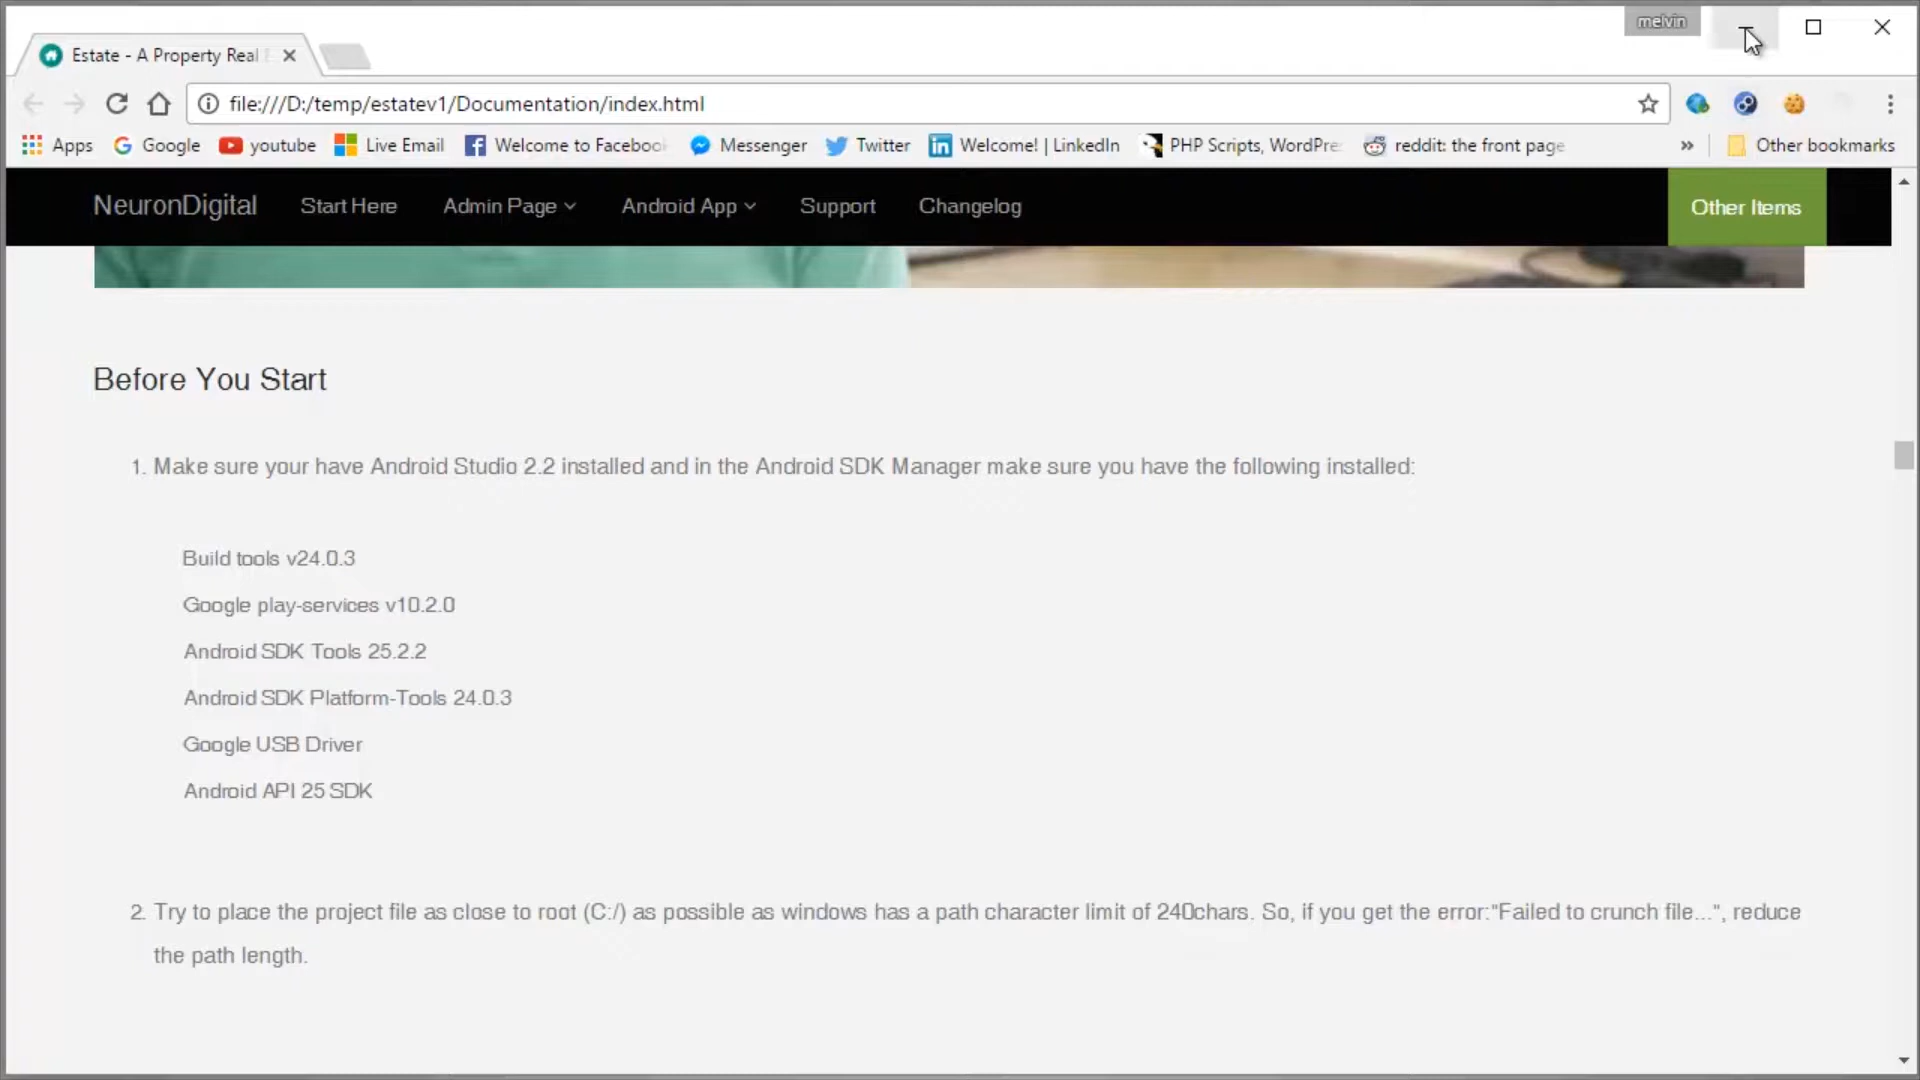 melvin
Estate - A Property Real
file:///D:/temp/estatev1/Documentation/index.html
Apps Google youtube Live Email Welcome to Facebook Messenger Twitter Welcome! | LinkedIn PHP Scripts, WordPre reddit: the front page » Other bookmarks
NeuronDigital Start Here Admin Page Android App Support Changelog Other Items
Before You Start
1. Make sure your have Android Studio 2.2 installed and in the Android SDK Manager make sure you have the following installed:
Build tools v24.0.3
Google play-services v10.2.0
Android SDK Tools 25.2.2
Android SDK Platform-Tools 24.0.3
Google USB Driver
Android API 25 SDK
2. Try to place the project file as close to root (C:/) as possible as windows has a path character limit of 240chars. So, if you get the error:"Failed to crunch file...", reduce
the path length.